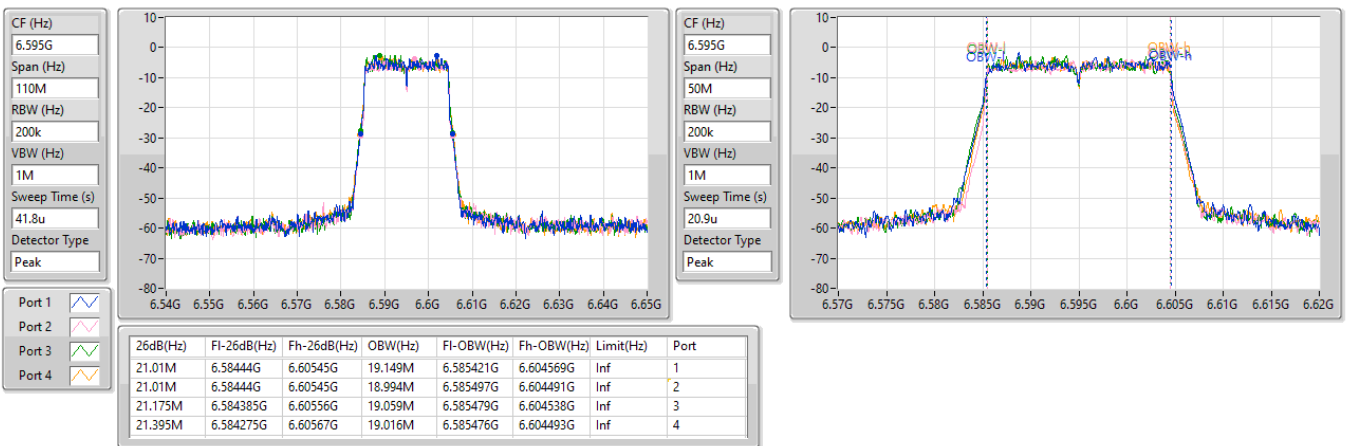 CF (Hz)
6.595G
Span (Hz)
110M
RBW (Hz)
200k
VBW (Hz)
1M
Sweep Time (s)
41.8u
Detector Type
Peak
10
0
-10
-20
-30
-40
-50
-60
-70
-80
6.54G 6.55G 6.56G 6.57G 6.58G 6.59G 6.6G 6.61G 6.62G 6.63G 6.64G 6.65G
CF (Hz)
6.595G
Span (Hz)
50M
RBW (Hz)
200k
VBW (Hz)
1M
Sweep Time (s)
20.9u
Detector Type
Peak
10
0
-10
-20
-30
-40
-50
-60
-70
-80
OBW-l OBW-h
OBW-l OBW-h
6.57G 6.575G 6.58G 6.585G 6.59G 6.595G 6.6G 6.605G 6.61G 6.615G 6.62G
Port 1
Port 2
Port 3
Port 4
26dB(Hz) Fl-26dB(Hz) Fh-26dB(Hz) OBW(Hz) Fl-OBW(Hz) Fh-OBW(Hz) Limit(Hz) Port
21.01M 6.58444G 6.60545G 19.149M 6.585421G 6.604569G Inf 1
21.01M 6.58444G 6.60545G 18.994M 6.585497G 6.604491G Inf 2
21.175M 6.584385G 6.60556G 19.059M 6.585479G 6.604538G Inf 3
21.395M 6.584275G 6.60567G 19.016M 6.585476G 6.604493G Inf 4